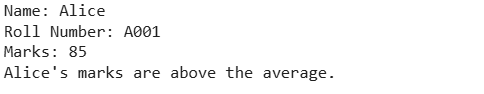 Name: Alice
Roll Number: A001
Marks: 85
Alice's marks are above the average.